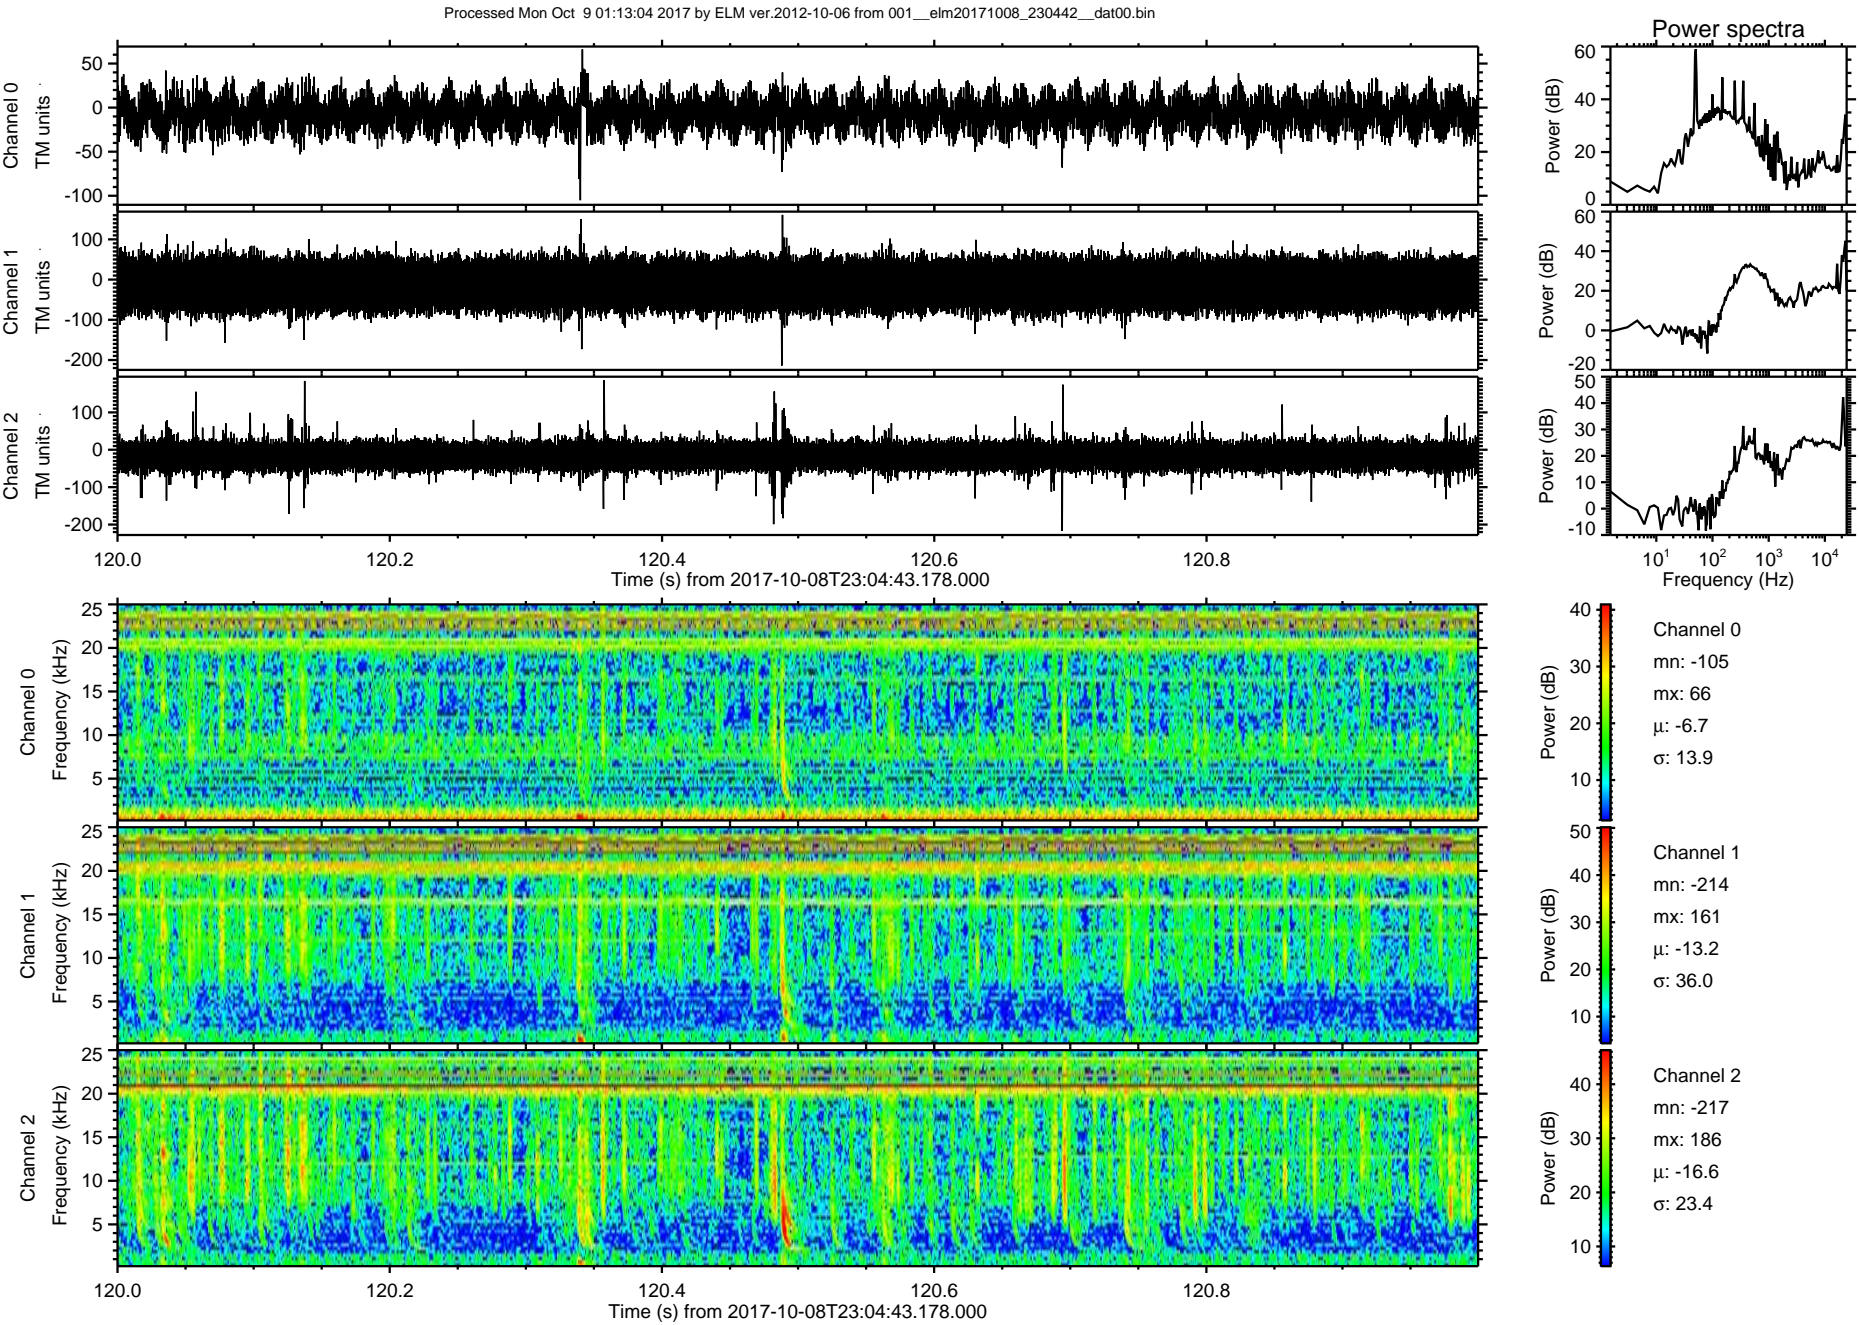 Processed Mon Oct  9 01:13:04 2017 by ELM ver.2012-10-06 from 001__elm20171008_230442__dat00.bin
Power spectra
Channel 0
TM units
50
0
-50
-100
Power (dB)
60
40
20
0
Channel 1
TM units
100
0
-100
-200
Power (dB)
60
40
20
0
-20
Channel 2
TM units
100
0
-100
-200
Power (dB)
50
40
30
20
10
0
-10
120.0 120.2 120.4 120.6 120.8
Time (s) from 2017-10-08T23:04:43.178.000
10^1 10^2 10^3 10^4
Frequency (Hz)
Channel 0
Frequency (kHz)
25
20
15
10
5
Power (dB)
40
30
20
10
Channel 0
mn: -105
mx: 66
μ: -6.7
σ: 13.9
Channel 1
Frequency (kHz)
25
20
15
10
5
Power (dB)
50
40
30
20
10
Channel 1
mn: -214
mx: 161
μ: -13.2
σ: 36.0
Channel 2
Frequency (kHz)
25
20
15
10
5
Power (dB)
40
30
20
10
Channel 2
mn: -217
mx: 186
μ: -16.6
σ: 23.4
120.0 120.2 120.4 120.6 120.8
Time (s) from 2017-10-08T23:04:43.178.000